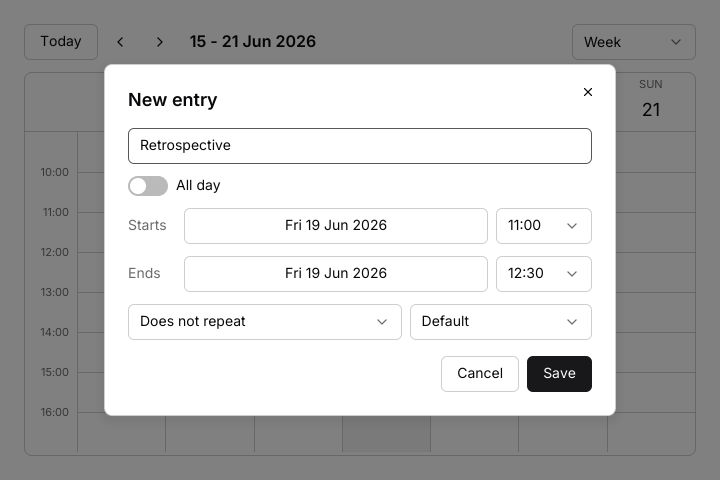 Today
15 - 21 Jun 2026
Week
SUN
21
New entry
Retrospective
All day
Starts
Fri 19 Jun 2026
11:00
Ends
Fri 19 Jun 2026
12:30
Does not repeat
Default
Cancel
Save
10:00
11:00
12:00
13:00
14:00
15:00
16:00